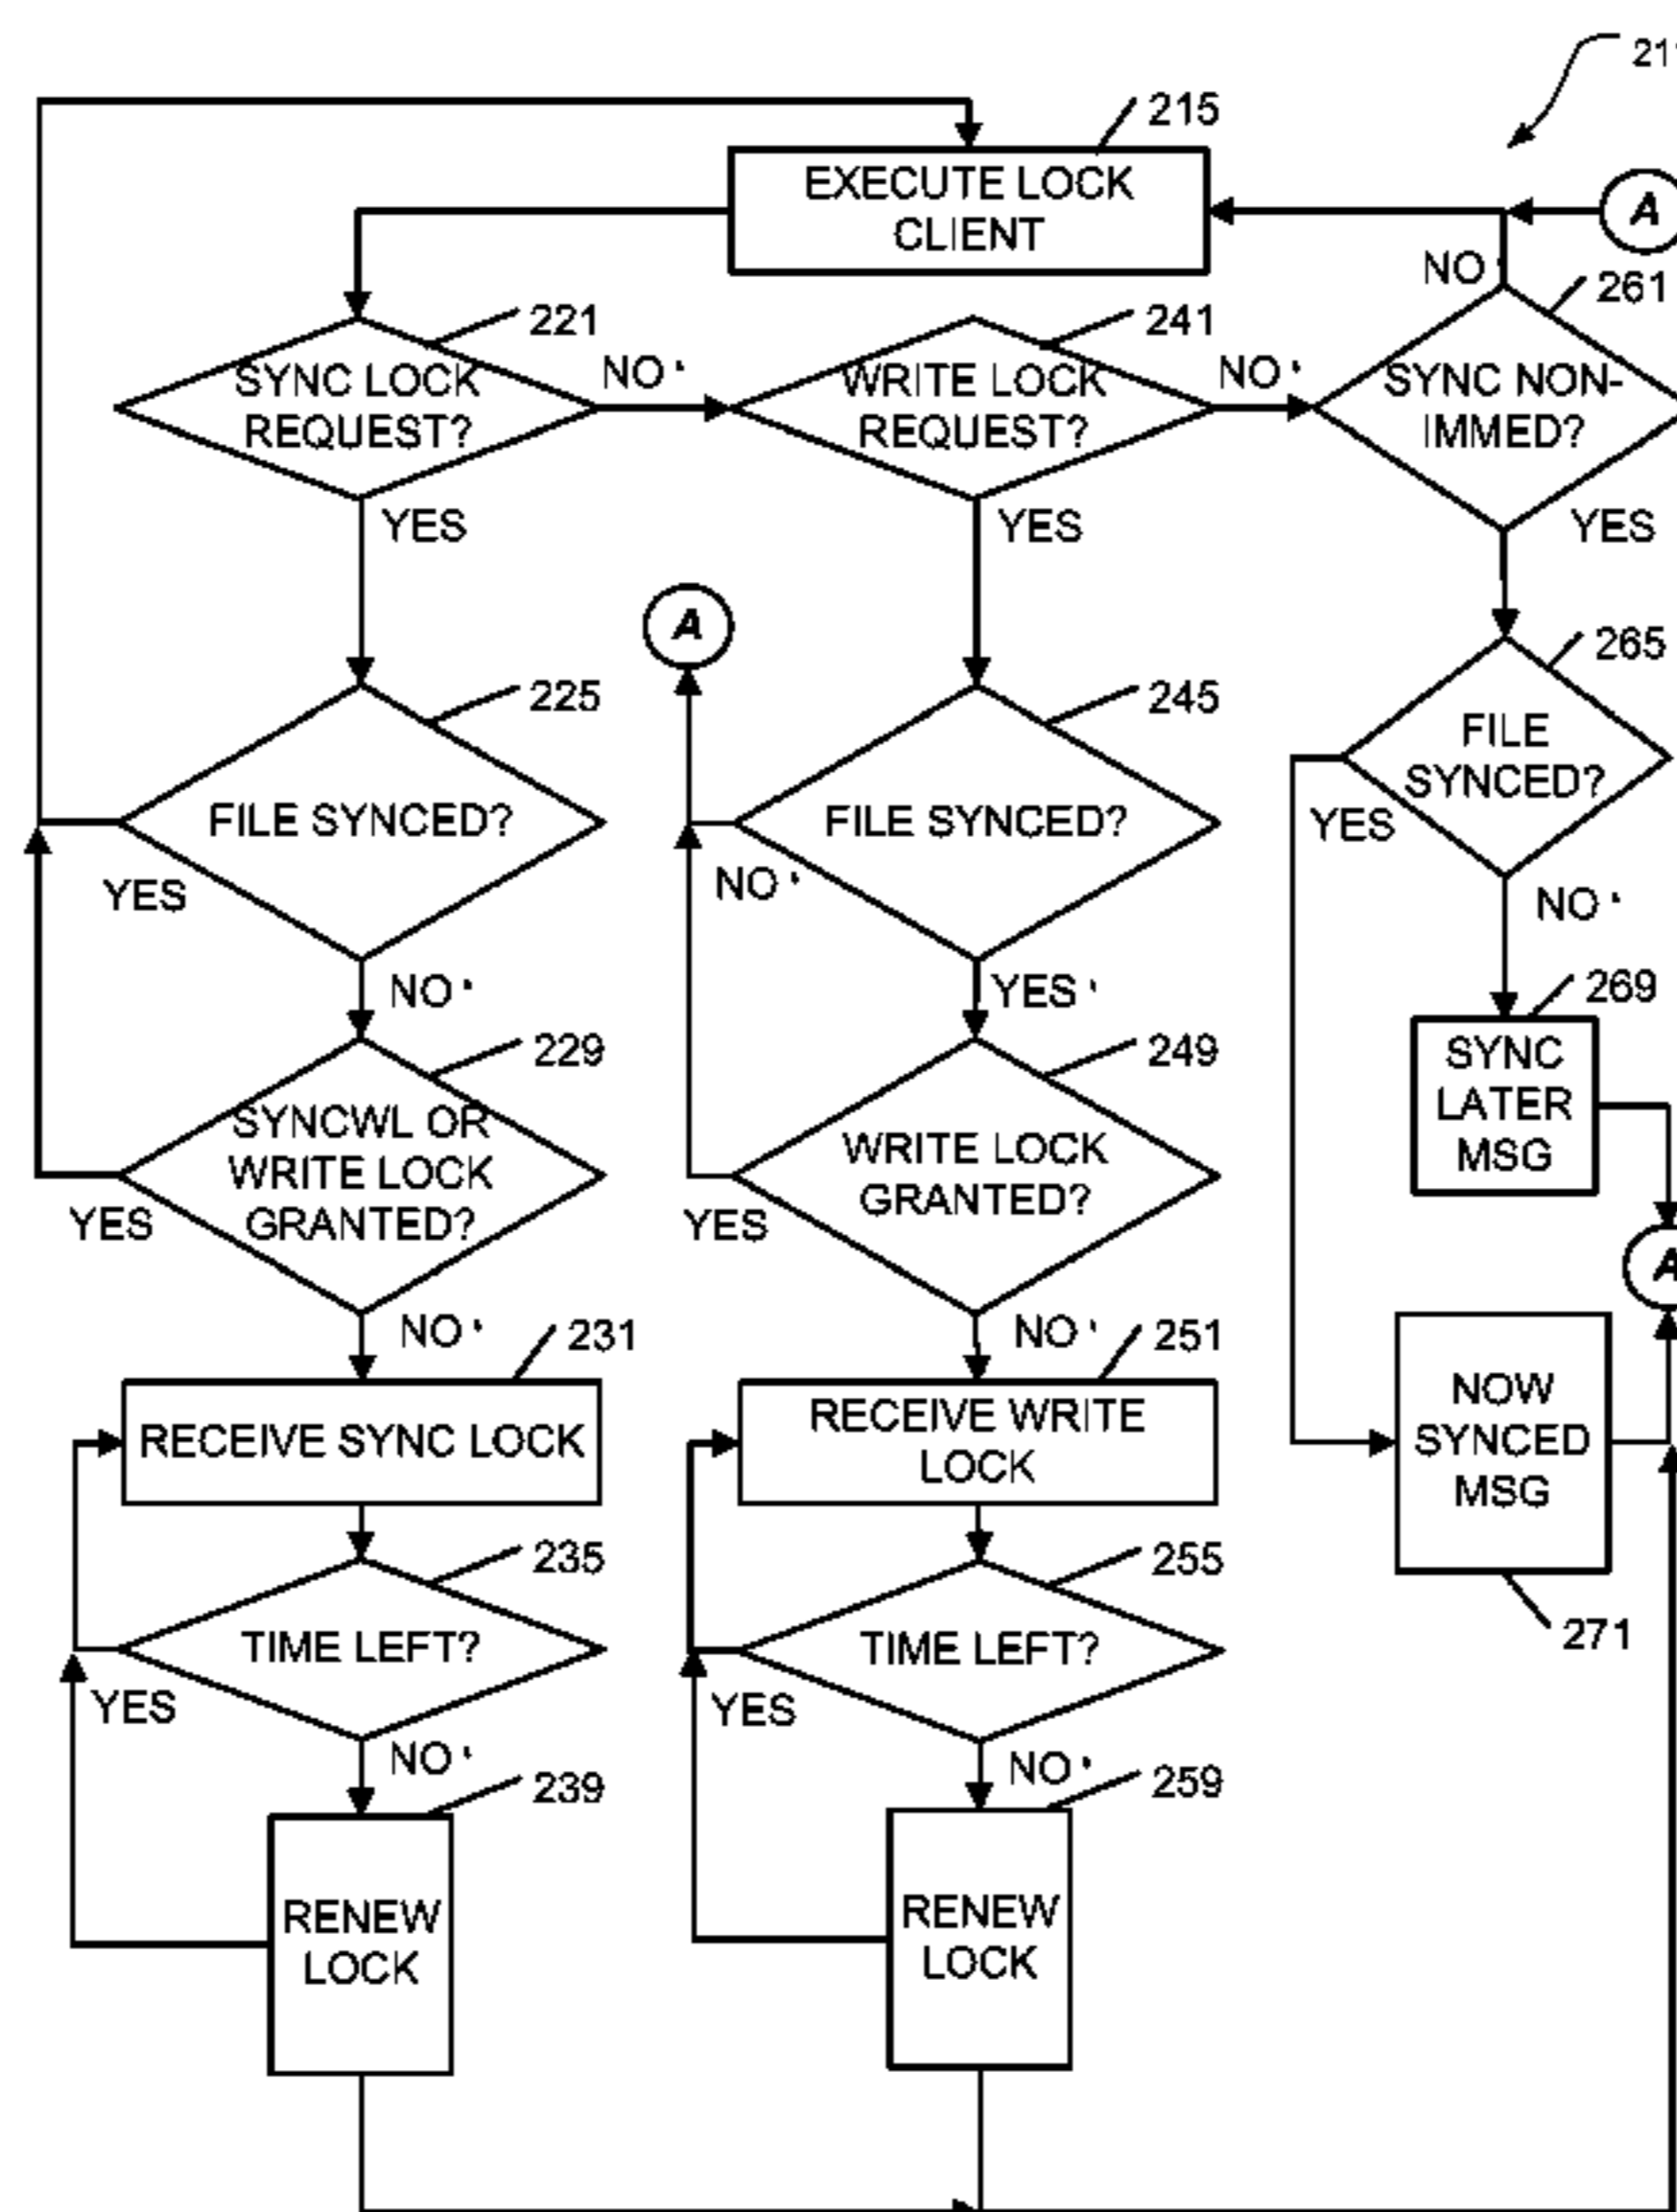 211
215
EXECUTE LOCK
CLIENT
A
NO
261
221
241
SYNC LOCK
REQUEST?
NO
WRITE LOCK
REQUEST?
NO
SYNC NON-
IMMED?
YES
YES
YES
A
265
225
245
FILE
SYNCED?
FILE SYNCED?
FILE SYNCED?
YES
YES
NO
NO
NO
YES
269
229
249
SYNC
LATER
MSG
SYNCWL OR
WRITE LOCK
GRANTED?
WRITE LOCK
GRANTED?
YES
YES
A
NO
231
NO
251
RECEIVE SYNC LOCK
RECEIVE WRITE
LOCK
NOW
SYNCED
MSG
235
255
271
TIME LEFT?
TIME LEFT?
YES
YES
NO
NO
239
259
RENEW
LOCK
RENEW
LOCK